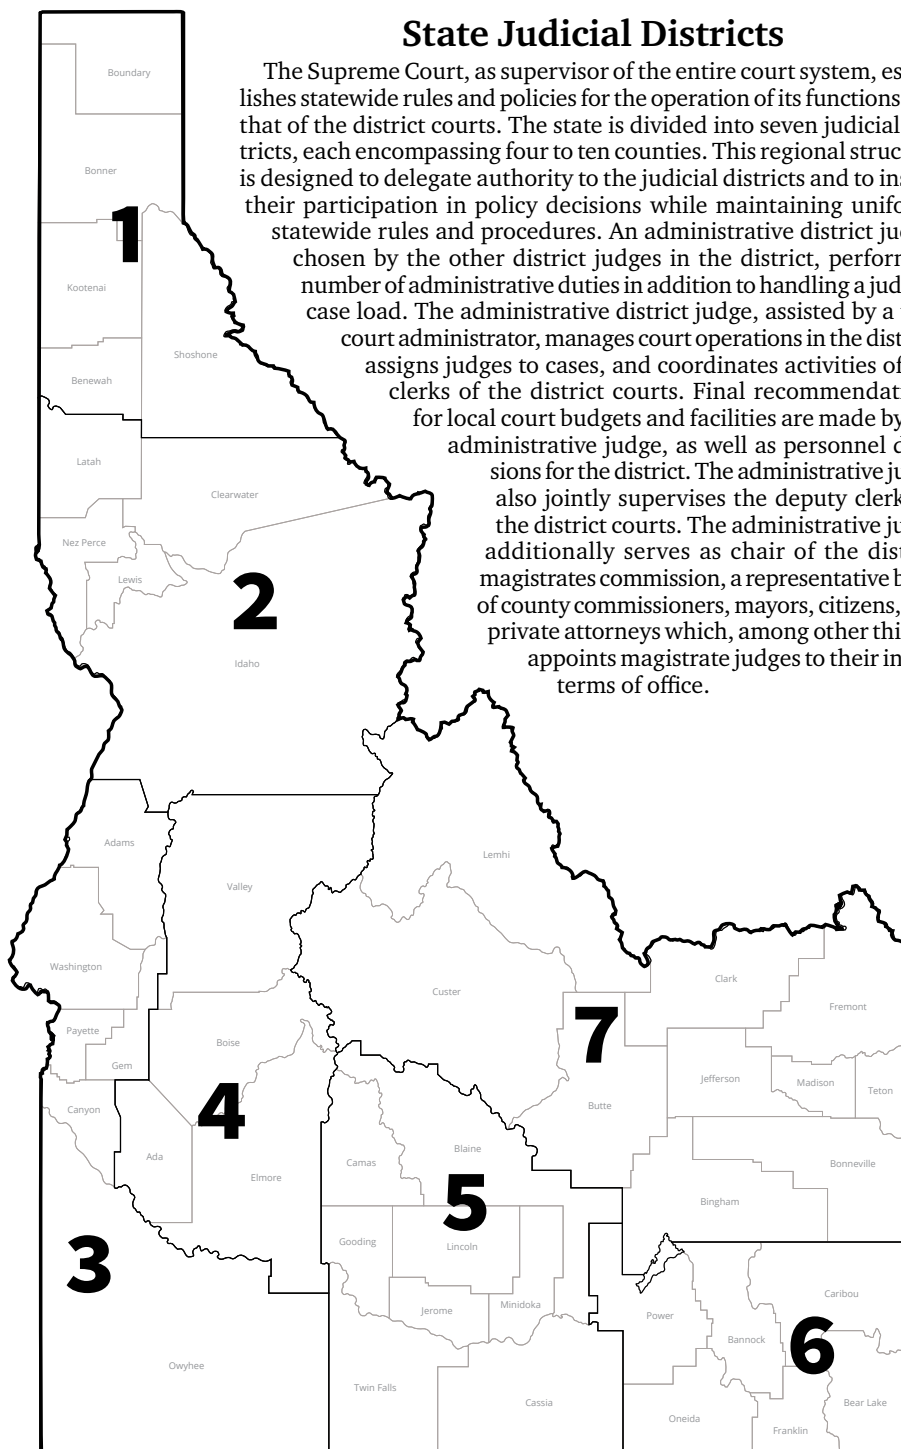 State Judicial Districts
The Supreme Court, as supervisor of the entire court system, es
lishes statewide rules and policies for the operation of its functions
that of the district courts. The state is divided into seven judicial
tricts, each encompassing four to ten counties. This regional struc
is designed to delegate authority to the judicial districts and to ins
their participation in policy decisions while maintaining unifo
statewide rules and procedures. An administrative district ju
chosen by the other district judges in the district, perfor
number of administrative duties in addition to handling a jud
case load. The administrative district judge, assisted by a
court administrator, manages court operations in the dist
assigns judges to cases, and coordinates activities of
clerks of the district courts. Final recommendati
for local court budgets and facilities are made by
administrative judge, as well as personnel d
sions for the district. The administrative ju
also jointly supervises the deputy clerk
the district courts. The administrative ju
additionally serves as chair of the dist
magistrates commission, a representative b
of county commissioners, mayors, citizens,
private attorneys which, among other thi
appoints magistrate judges to their in
terms of office.
Boundary
Bonner
1
Kootenai
Shoshone
Benewah
Latah
Clearwater
Nez Perce
Lewis
2
Idaho
Adams
Lemhi
Valley
Washington
Clark
Custer
Fremont
7
Payette
Boise
Gem
Jefferson
Madison
Teton
Canyon
4
Butte
Ada
Blaine
Camas
Bonneville
Elmore
5
Bingham
Gooding
Lincoln
3
Caribou
Jerome
Minidoka
Power
Bannock
6
Owyhee
Twin Falls
Cassia
Bear Lake
Oneida
Franklin